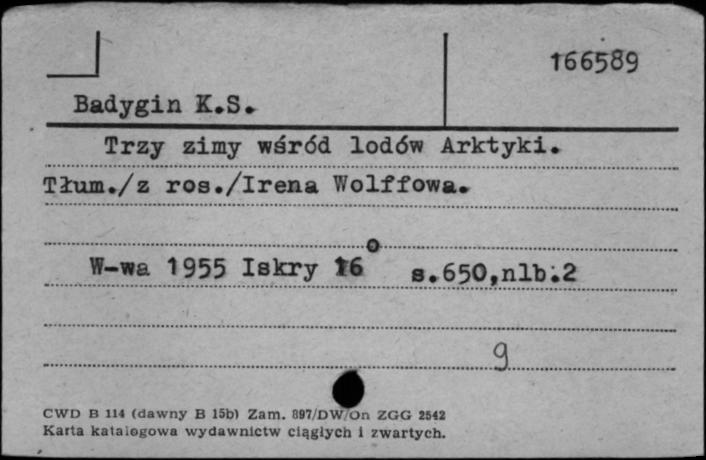 166589
Badygin K.S.
Trzy zimy wśród lodów Arktyki.
Tłum./z ros./Irena Wolffowa.
W-wa 1955 Iskry 16° s.650,nlb.2
9
CWD B 114 (dawny B 15b) Zam. 897/DW/On ZGG 2542
Karta katalogowa wydawnictw ciągłych i zwartych.